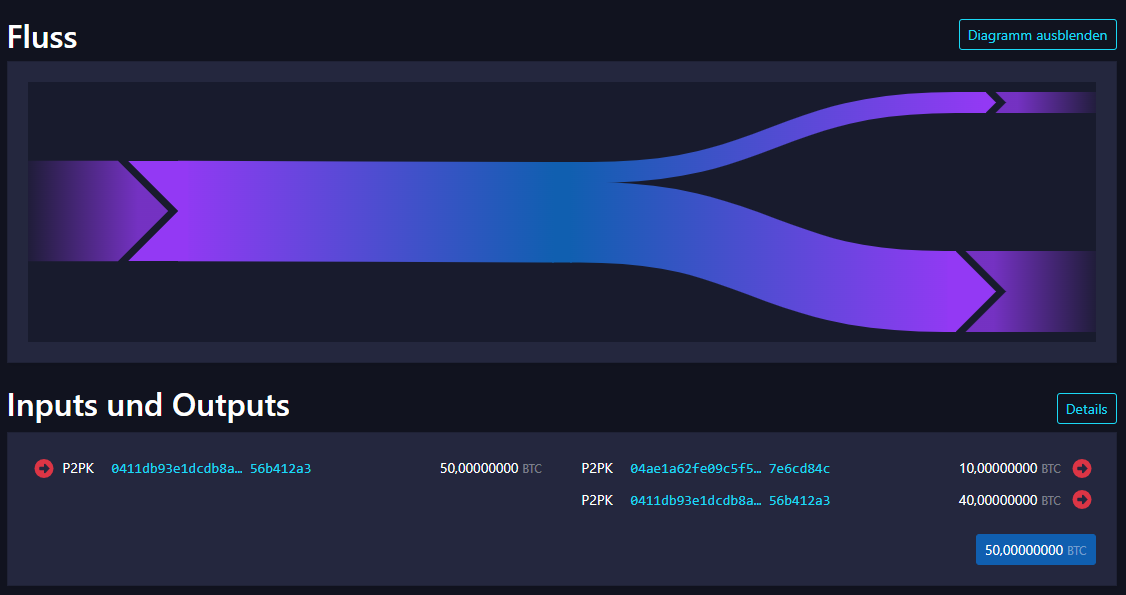 Fluss
Diagramm ausblenden
Inputs und Outputs
Details
P2PK 0411db93e1dcdb8a… 56b412a3 50,00000000 BTC
P2PK 04ae1a62fe09c5f5… 7e6cd84c 10,00000000 BTC
P2PK 0411db93e1dcdb8a… 56b412a3 40,00000000 BTC
50,00000000 BTC